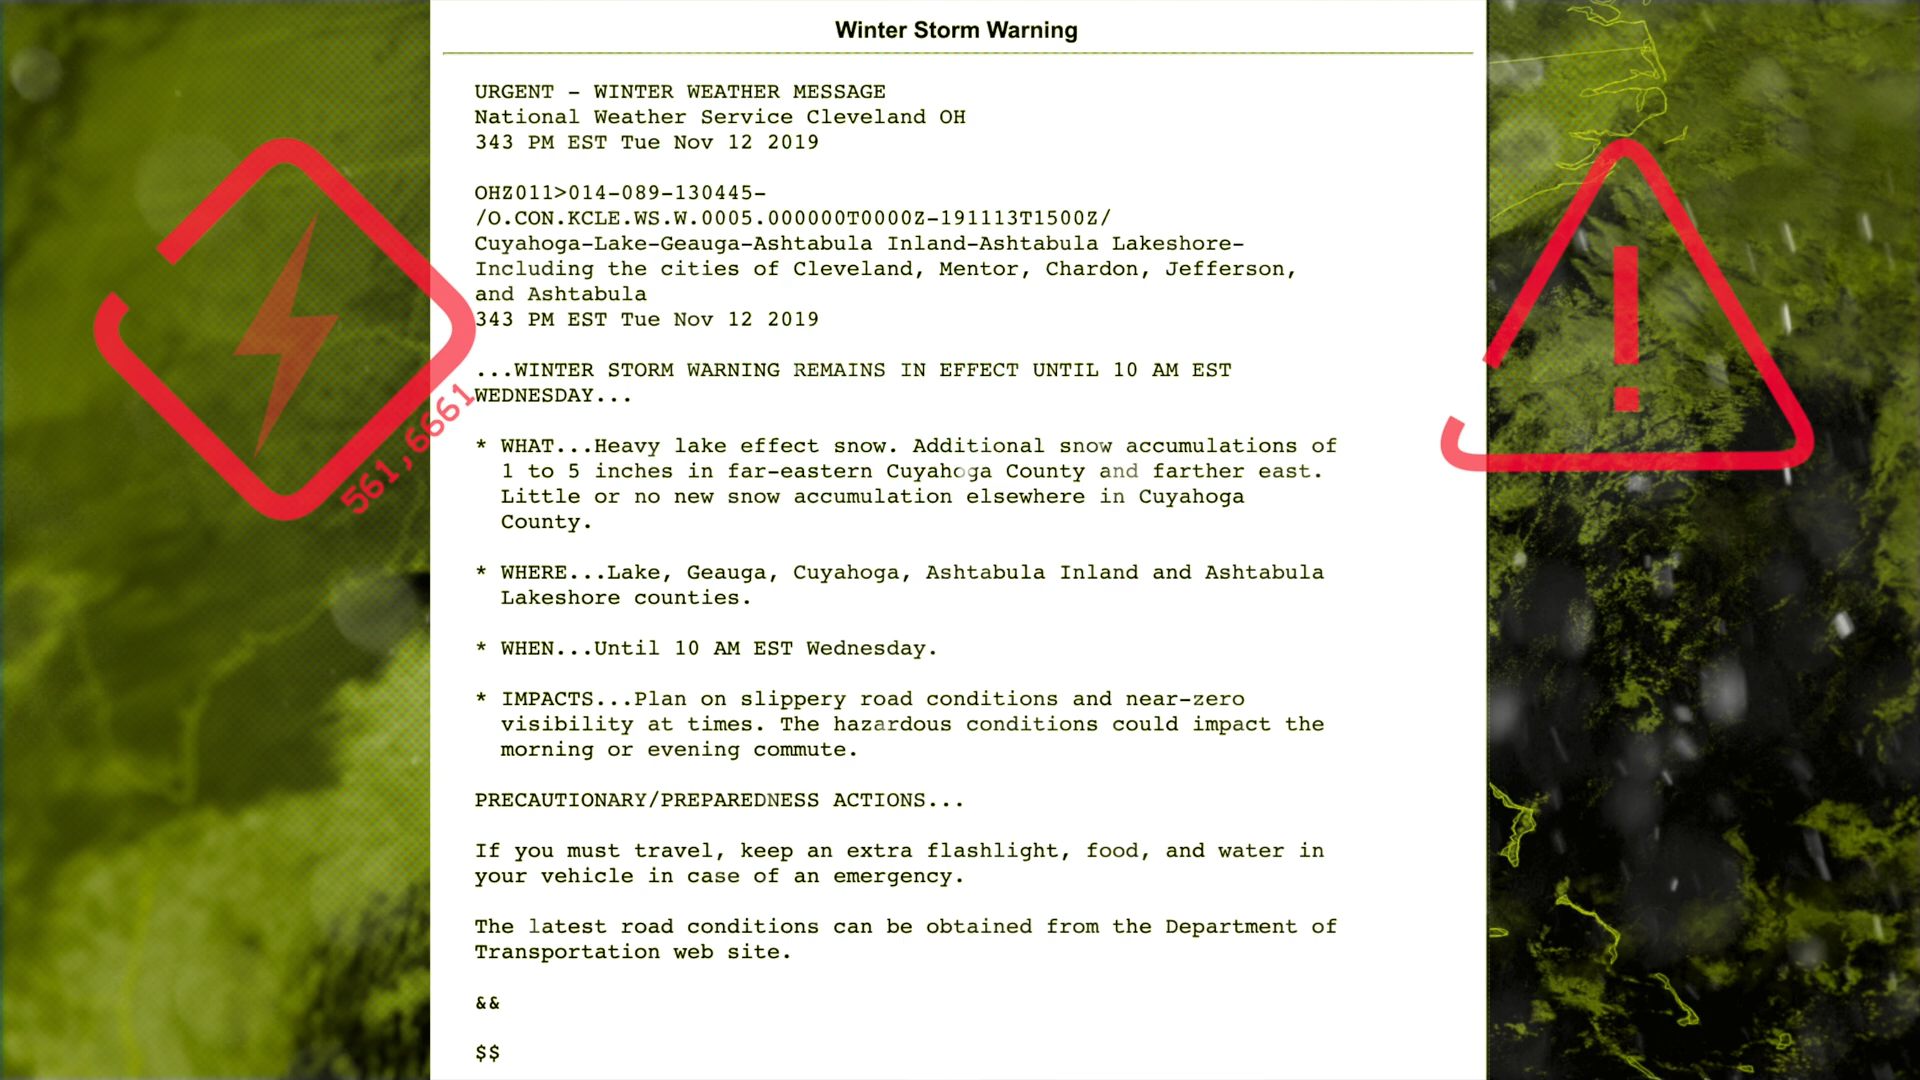 Winter Storm Warning
URGENT - WINTER WEATHER MESSAGE
National Weather Service Cleveland OH
343 PM EST Tue Nov 12 2019
OHZ011>014-089-130445-
/O.CON.KCLE.WS.W.0005.000000T0000Z-191113T1500Z/
Cuyahoga-Lake-Geauga-Ashtabula Inland-Ashtabula Lakeshore-
Including the cities of Cleveland, Mentor, Chardon, Jefferson,
and Ashtabula
343 PM EST Tue Nov 12 2019
...WINTER STORM WARNING REMAINS IN EFFECT UNTIL 10 AM EST
WEDNESDAY...
* WHAT...Heavy lake effect snow. Additional snow accumulations of
1 to 5 inches in far-eastern Cuyahoga County and farther east.
Little or no new snow accumulation elsewhere in Cuyahoga
County.
* WHERE...Lake, Geauga, Cuyahoga, Ashtabula Inland and Ashtabula
Lakeshore counties.
* WHEN...Until 10 AM EST Wednesday.
* IMPACTS...Plan on slippery road conditions and near-zero
visibility at times. The hazardous conditions could impact the
morning or evening commute.
PRECAUTIONARY/PREPAREDNESS ACTIONS...
If you must travel, keep an extra flashlight, food, and water in
your vehicle in case of an emergency.
The latest road conditions can be obtained from the Department of
Transportation web site.
&&
$$
561,6661
!